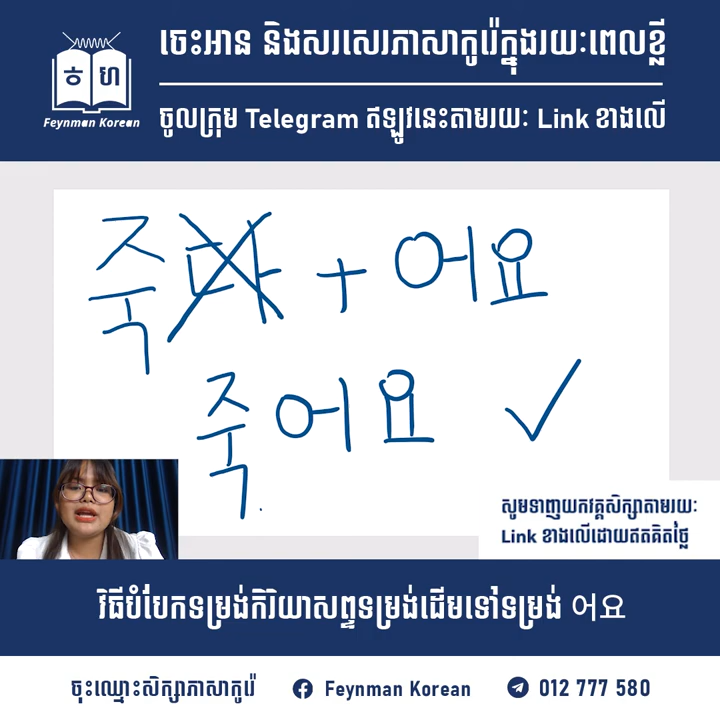 ចេះអាន និងសរសេរភាសាកូរ៉េក្នុងរយៈពេលខ្លី
ㅎ ហ
Feynman Korean
ចូលក្រុម Telegram ឥឡូវនេះតាមរយៈ Link ខាងលើ
죽다 + 어요
죽어요 ✓
សូមទាញយកវគ្គសិក្សាតាមរយៈ
Link ខាងលើដោយឥតគិតថ្លៃ
វិធីបំបែកទម្រង់កិរិយាសព្ទទម្រង់ដើមទៅទម្រង់ 어요
ចុះឈ្មោះសិក្សាភាសាកូរ៉េ Feynman Korean 012 777 580